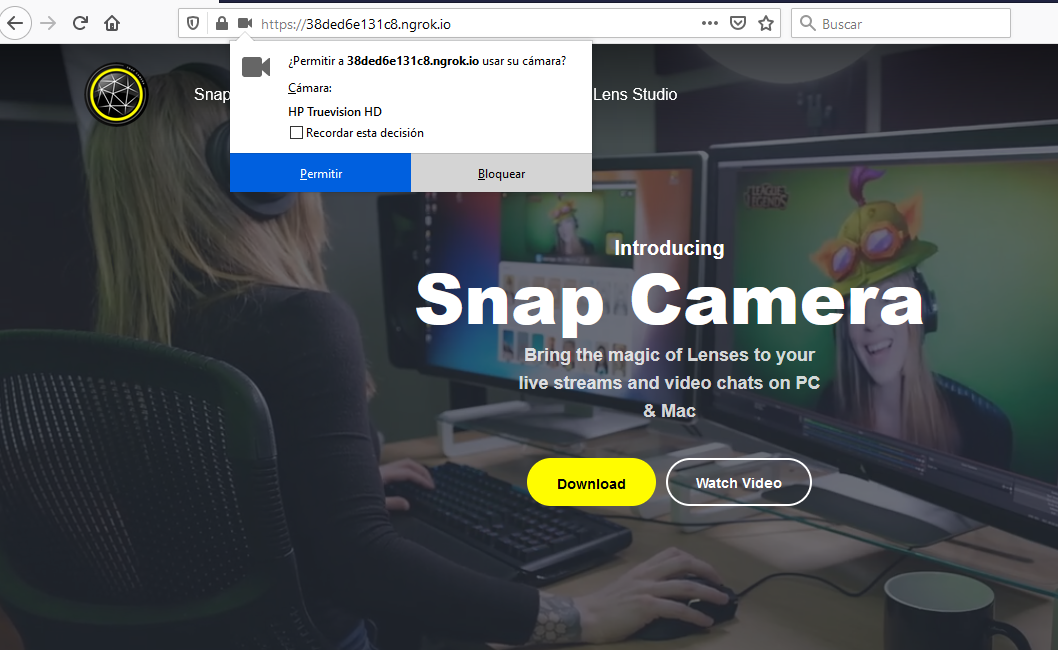 https://38ded6e131c8.ngrok.io
Buscar
¿Permitir a 38ded6e131c8.ngrok.io usar su cámara?
Cámara:
HP Truevision HD
Recordar esta decisión
Permitir
Bloquear
Snap
Lens Studio
LEGENDS
Introducing
Snap Camera
Bring the magic of Lenses to your
live streams and video chats on PC
& Mac
Download
Watch Video